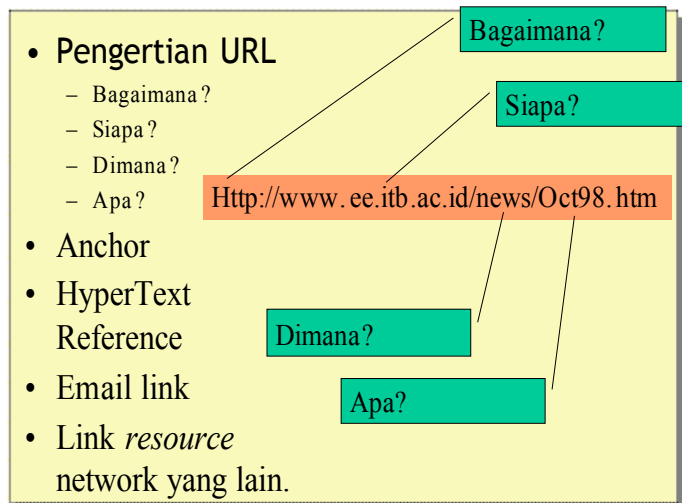 • Pengertian URL
– Bagaimana?
– Siapa?
– Dimana?
– Apa?
Bagaimana?
Siapa?
Http://www. ee.itb.ac.id/news/Oct98. htm
Dimana?
Apa?
• Anchor
• HyperText
Reference
• Email link
• Link resource
network yang lain.